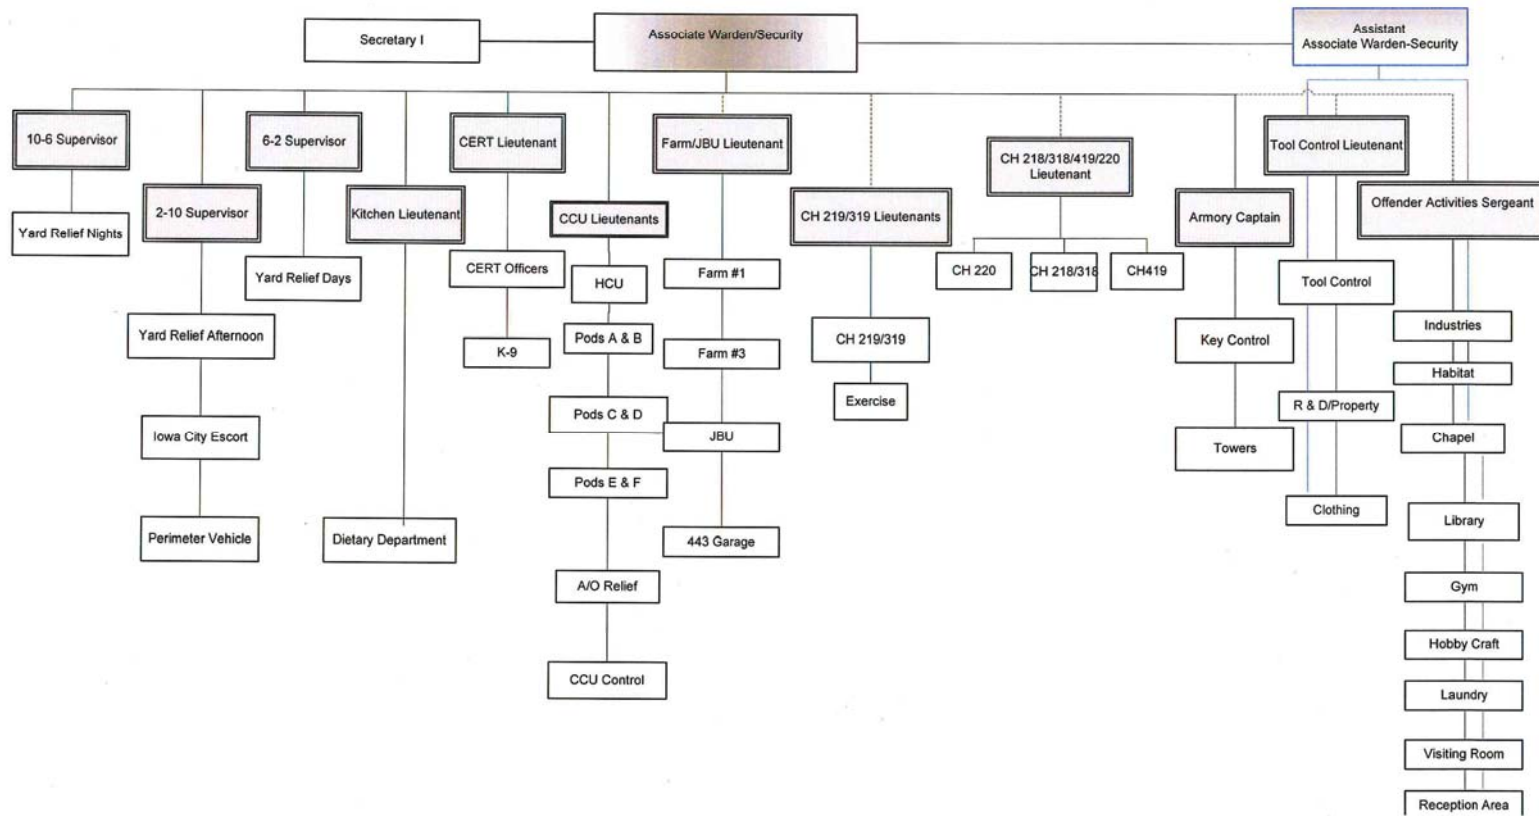 Secretary I
Associate Warden/Security
Assistant
Associate Warden-Security
10-6 Supervisor
Yard Relief Nights
2-10 Supervisor
Yard Relief Afternoon
Iowa City Escort
Perimeter Vehicle
6-2 Supervisor
Yard Relief Days
Kitchen Lieutenant
Dietary Department
CERT Lieutenant
CERT Officers
K-9
CCU Lieutenants
HCU
Pods A & B
Pods C & D
Pods E & F
A/O Relief
CCU Control
Farm/JBU Lieutenant
Farm #1
Farm #3
JBU
443 Garage
CH 219/319 Lieutenants
CH 219/319
Exercise
CH 218/318/419/220
Lieutenant
CH 220
CH 218/318
CH419
Armory Captain
Key Control
Towers
Tool Control Lieutenant
Tool Control
R & D/Property
Clothing
Offender Activities Sergeant
Industries
Habitat
Chapel
Library
Gym
Hobby Craft
Laundry
Visiting Room
Reception Area